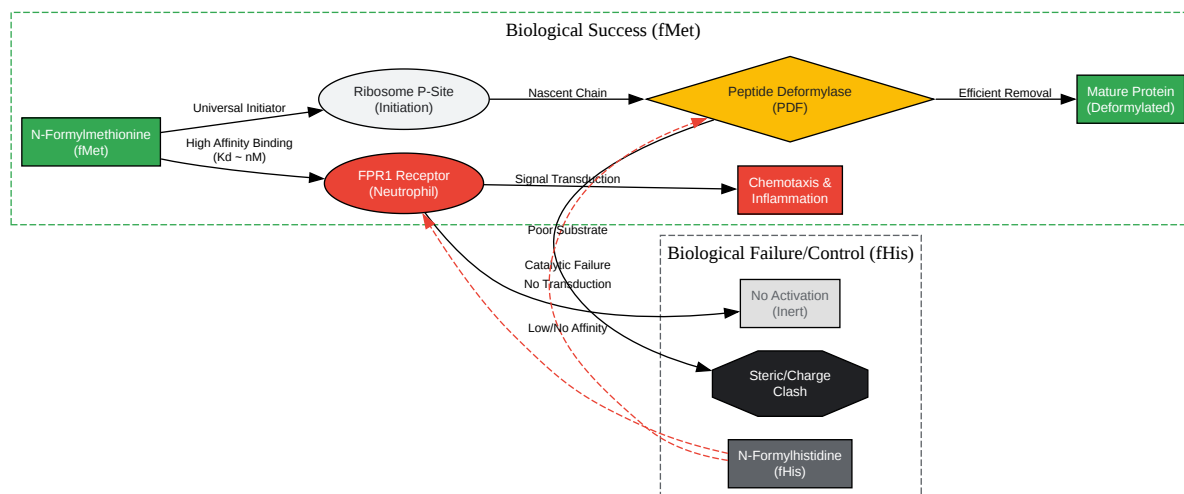 Biological Success (fMet)
N-Formylmethionine
(fMet)
Universal Initiator
High Affinity Binding
(Kd ~ nM)
Ribosome P-Site
(Initiation)
Nascent Chain
Peptide Deformylase
(PDF)
Efficient Removal
Mature Protein
(Deformylated)
FPR1 Receptor
(Neutrophil)
Signal Transduction
Chemotaxis &
Inflammation
Poor Substrate
Catalytic Failure
No Transduction
Low/No Affinity
Biological Failure/Control (fHis)
No Activation
(Inert)
Steric/Charge
Clash
N-Formylhistidine
(fHis)